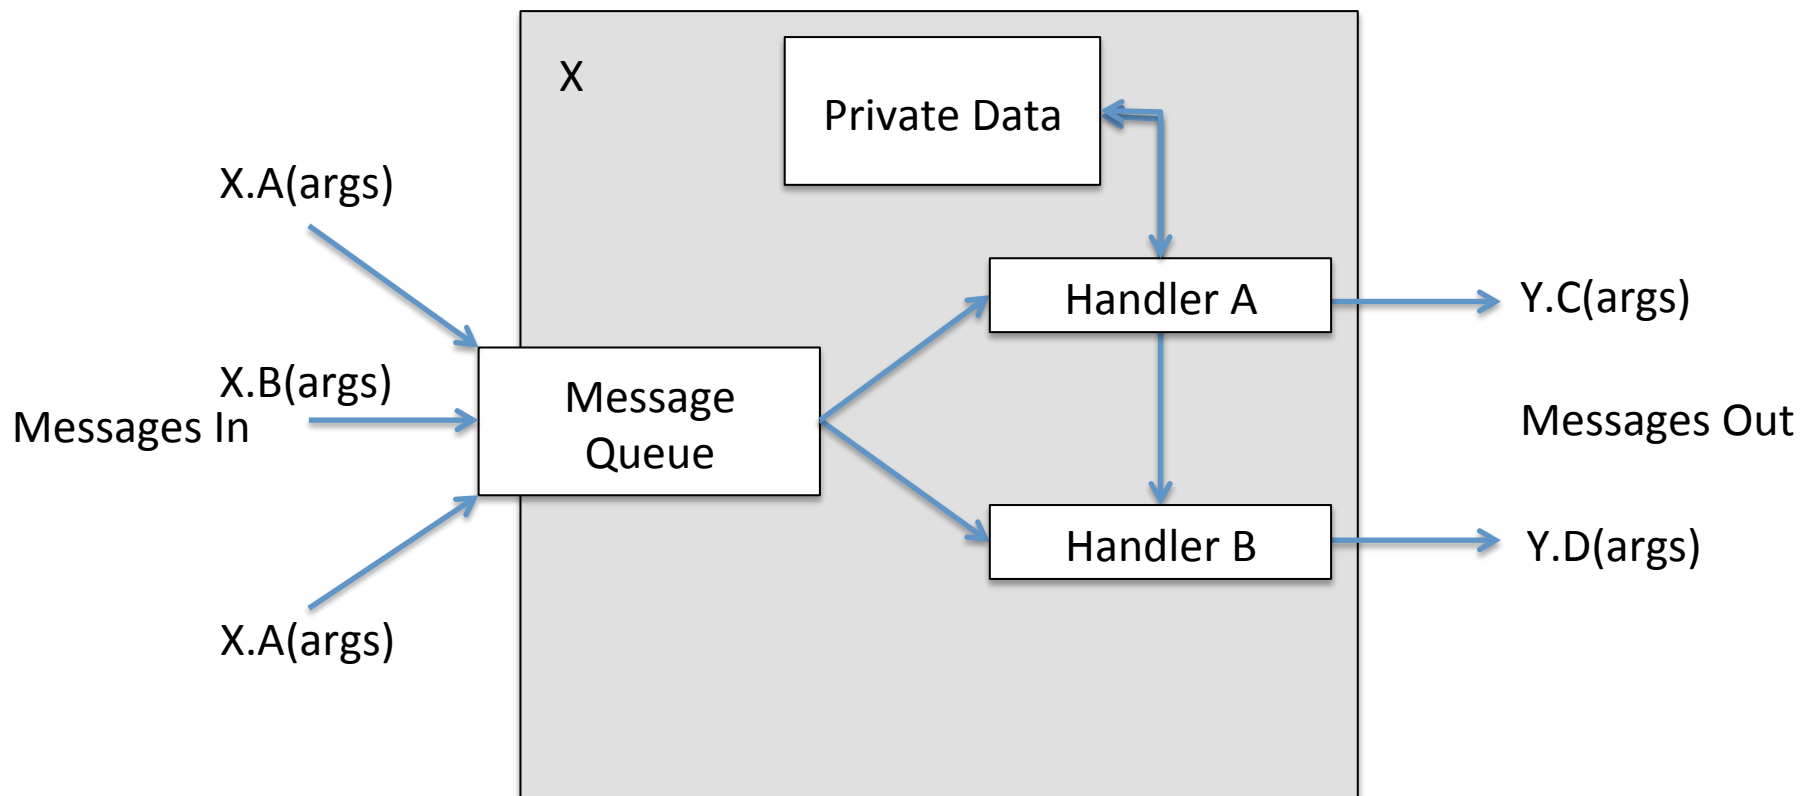 X
Private Data
X.A(args)
Handler A
Y.C(args)
X.B(args)
Messages In
Message
Queue
Messages Out
Handler B
Y.D(args)
X.A(args)